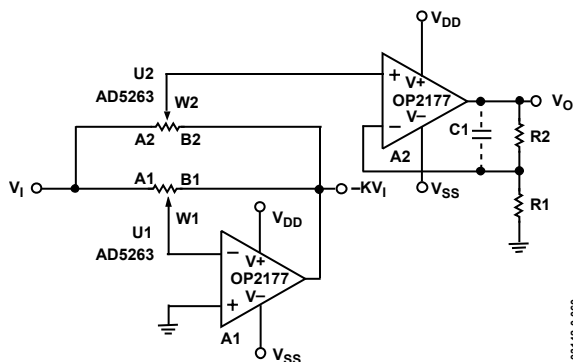 VDD
U2
AD5263
W2
+
V+
OP2177
VO
A2
B2
−
V−
C1
R2
A2
VI
A1
B1
−KVI
VSS
R1
W1
VDD
U1
AD5263
−
V+
OP2177
+
V−
A1
VSS